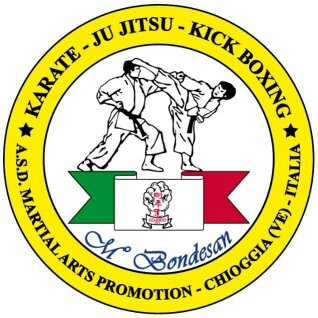 ★ KARATE - JU JITSU - KICK BOXING ★
A.S.D. MARTIAL ARTS PROMOTION - CHIOGGIA (VE) - ITALIA
M° Bondesan